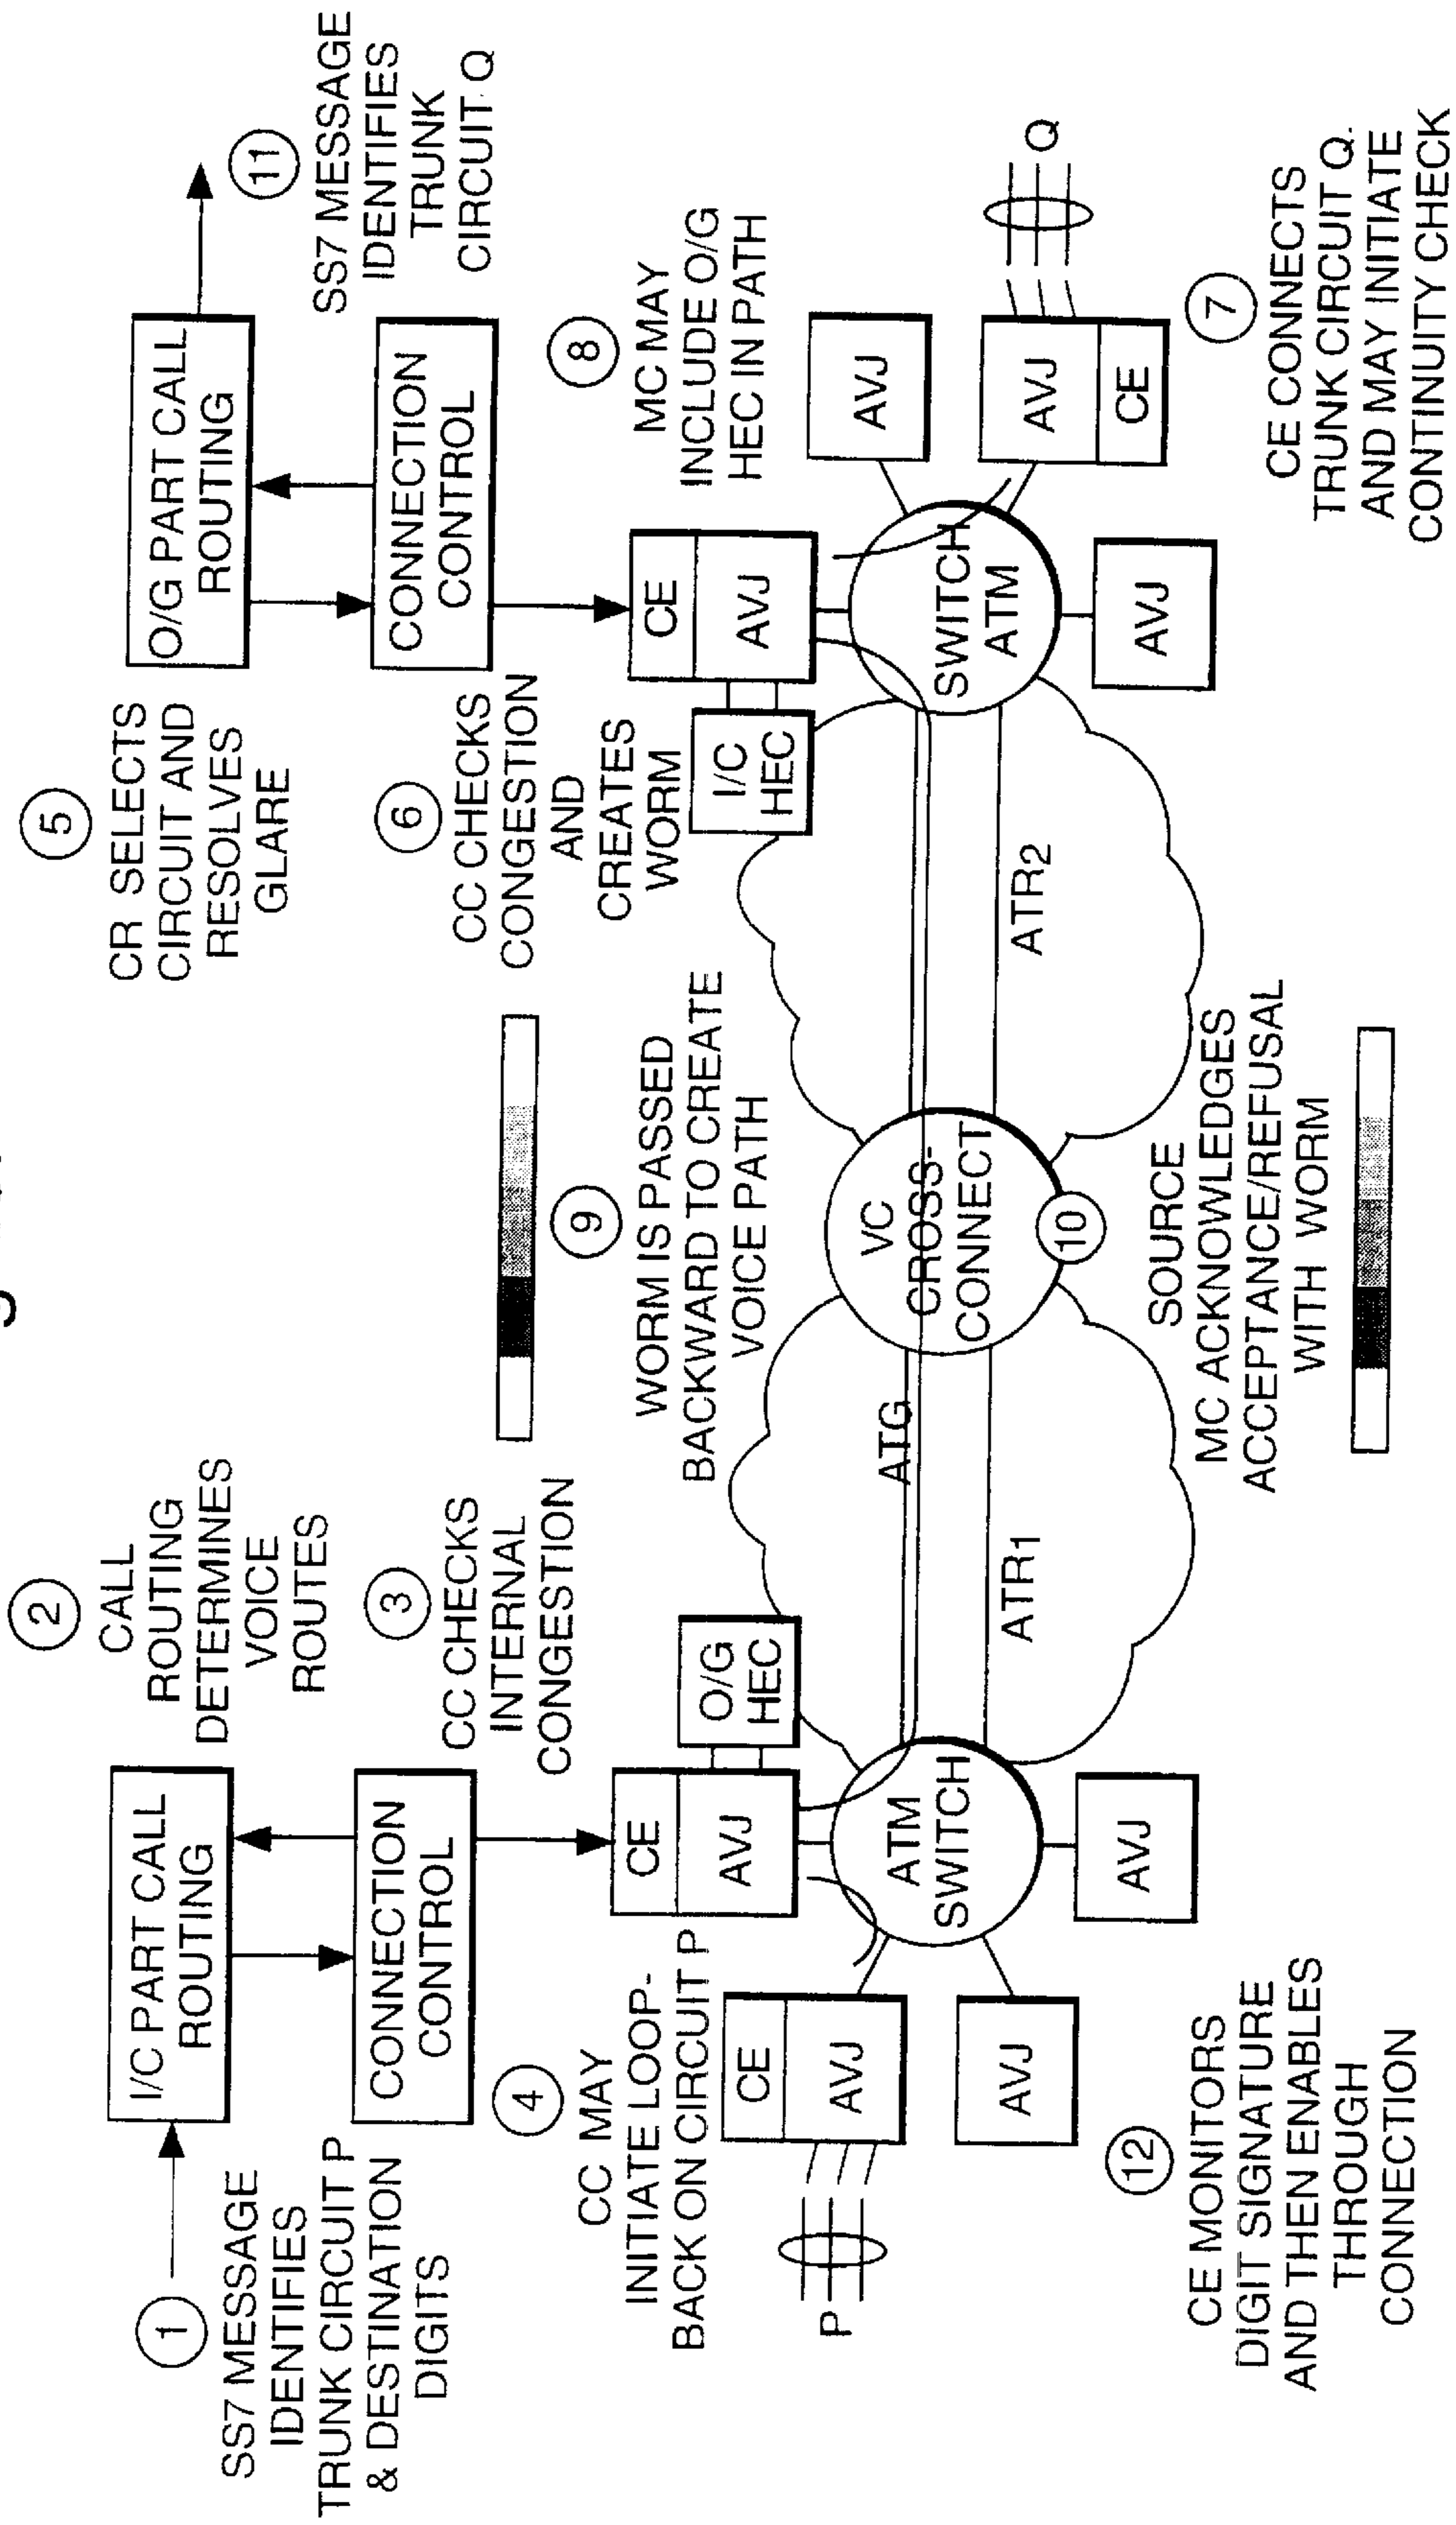 1
SS7 MESSAGE
IDENTIFIES
TRUNK CIRCUIT P
& DESTINATION
DIGITS
I/C PART CALL
ROUTING
CONNECTION
CONTROL
2
CALL
ROUTING
DETERMINES
VOICE
ROUTES
3
CC CHECKS
INTERNAL
CONGESTION
4
CC MAY
INITIATE LOOP-
BACK ON CIRCUIT P
P
CE
AVJ
AVJ
CE
AVJ
O/G
HEC
ATM
SWITCH
AVJ
12
CE MONITORS
DIGIT SIGNATURE
AND THEN ENABLES
THROUGH
CONNECTION
ATG
ATR1
VC
CROSS-
CONNECT
9
WORM IS PASSED
BACKWARD TO CREATE
VOICE PATH
10
SOURCE
MC ACKNOWLEDGES
ACCEPTANCE/REFUSAL
WITH WORM
ATR2
5
CR SELECTS
CIRCUIT AND
RESOLVES
GLARE
6
CC CHECKS
CONGESTION
AND
CREATES
WORM
O/G PART CALL
ROUTING
CONNECTION
CONTROL
11
SS7 MESSAGE
IDENTIFIES
TRUNK
CIRCUIT Q
8
MC MAY
INCLUDE O/G
HEC IN PATH
CE
AVJ
I/C
HEC
SWITCH
ATM
AVJ
AVJ
AVJ
CE
Q
7
CE CONNECTS
TRUNK CIRCUIT Q.
AND MAY INITIATE
CONTINUITY CHECK